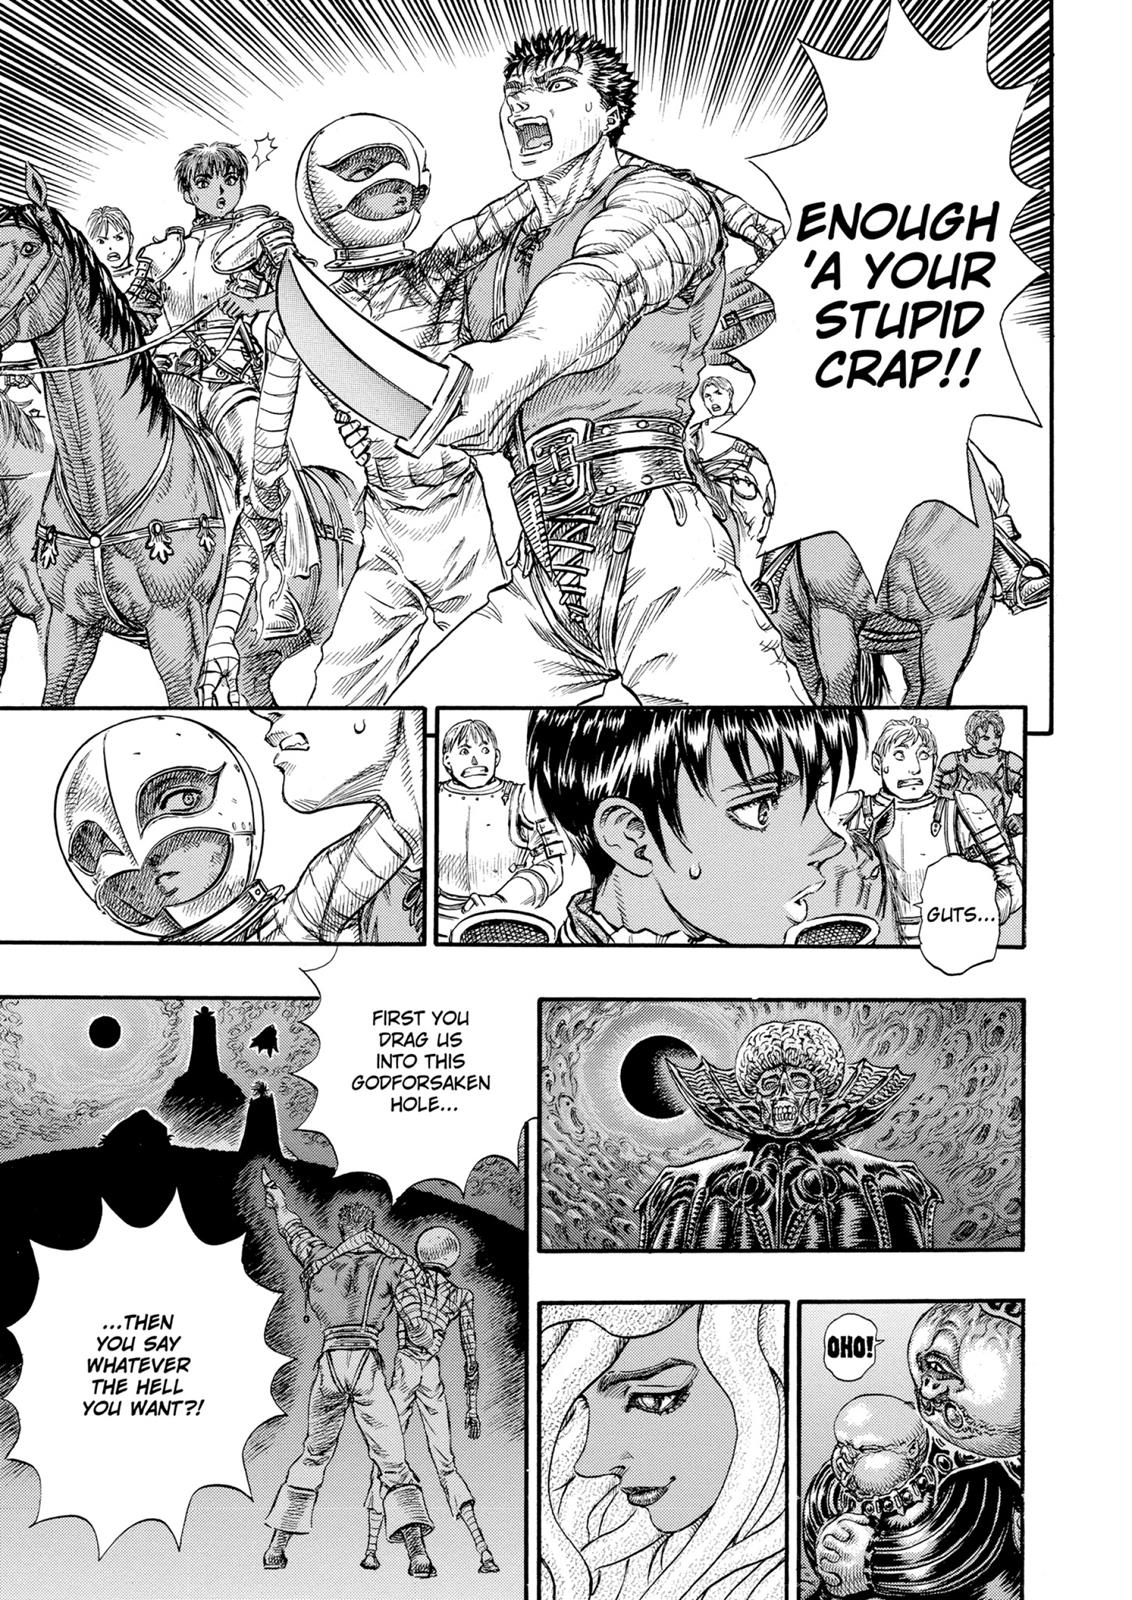 ENOUGH
'A YOUR
STUPID
CRAP!!
GUTS...
FIRST YOU
DRAG US
INTO THIS
GODFORSAKEN
HOLE...
...THEN
YOU SAY
WHATEVER
THE HELL
YOU WANT?!
OHO!